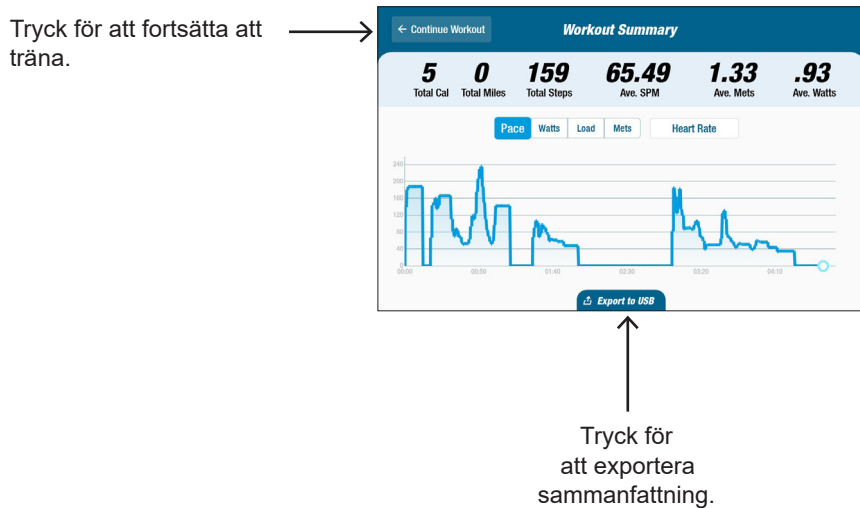 Tryck för att fortsätta att
träna.
← Continue Workout
Workout Summary
5 0 159 65.49 1.33 .93
Total Cal Total Miles Total Steps Ave. SPM Ave. Mets Ave. Watts
Pace Watts Load Mets Heart Rate
240
200
160
120
80
40
0
00:00 00:50 01:40 02:30 03:20 04:10
Export to USB
Tryck för
att exportera
sammanfattning.